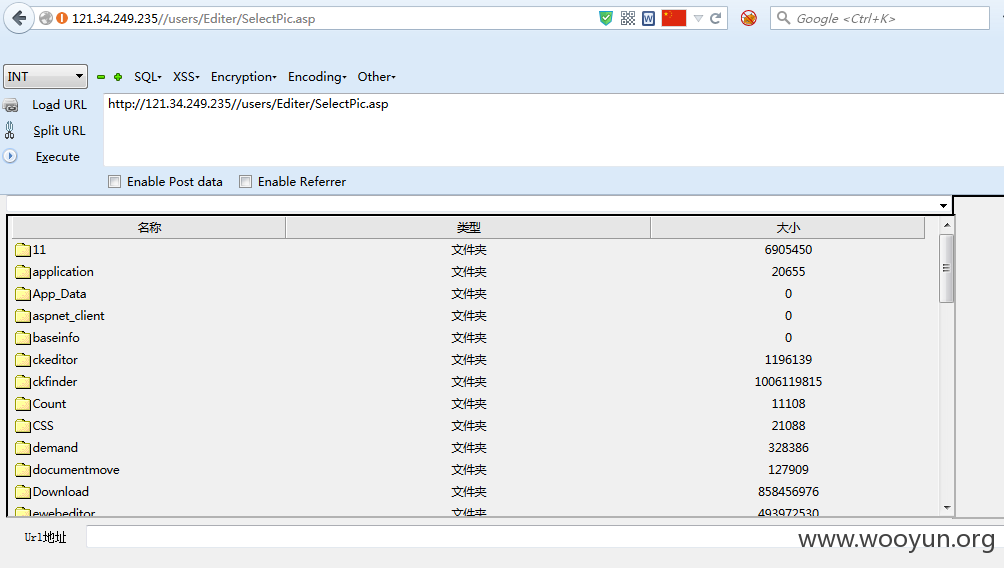 121.34.249.235//users/Editer/SelectPic.asp
Google <Ctrl+K>
INT SQL XSS Encryption Encoding Other
Load URL http://121.34.249.235//users/Editer/SelectPic.asp
Split URL
Execute
Enable Post data Enable Referrer
名称 类型 大小
11 文件夹 6905450
application 文件夹 20655
App_Data 文件夹 0
aspnet_client 文件夹 0
baseinfo 文件夹 0
ckeditor 文件夹 1196139
ckfinder 文件夹 1006119815
Count 文件夹 11108
CSS 文件夹 21088
demand 文件夹 328386
documentmove 文件夹 127909
Download 文件夹 858456976
ewebeditor 文件夹 493972530
Url地址
www.wooyun.org